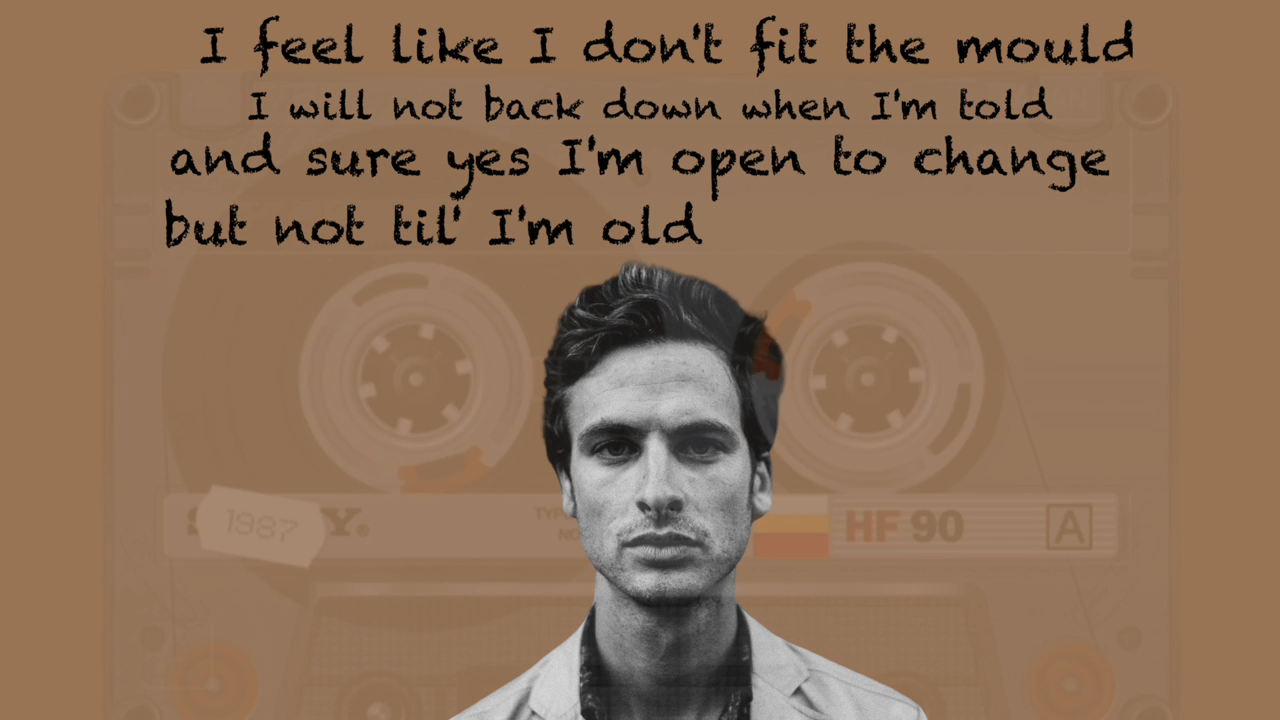 I feel like I don't fit the mould
I will not back down when I'm told
and sure yes I'm open to change
but not til' I'm old
1987
Y.
HF 90
A